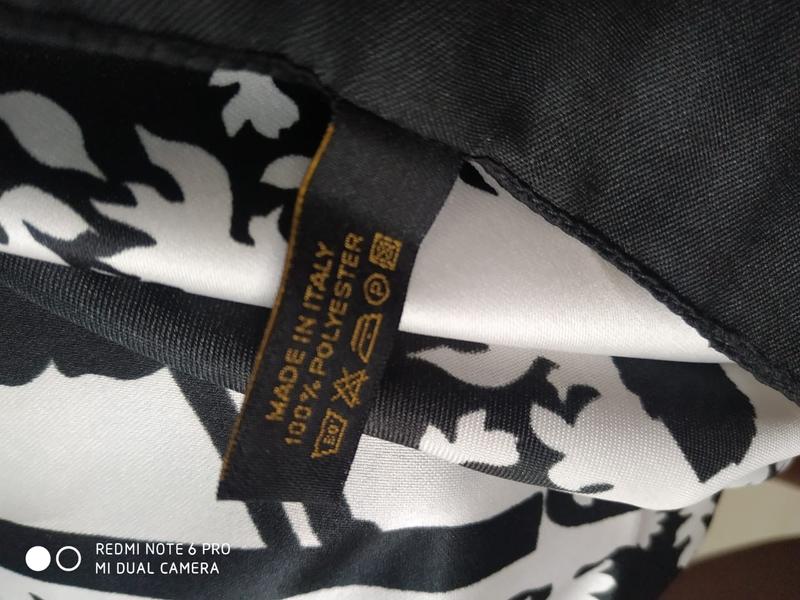 MADE IN ITALY
100% POLYESTER
P
REDMI NOTE 6 PRO
MI DUAL CAMERA